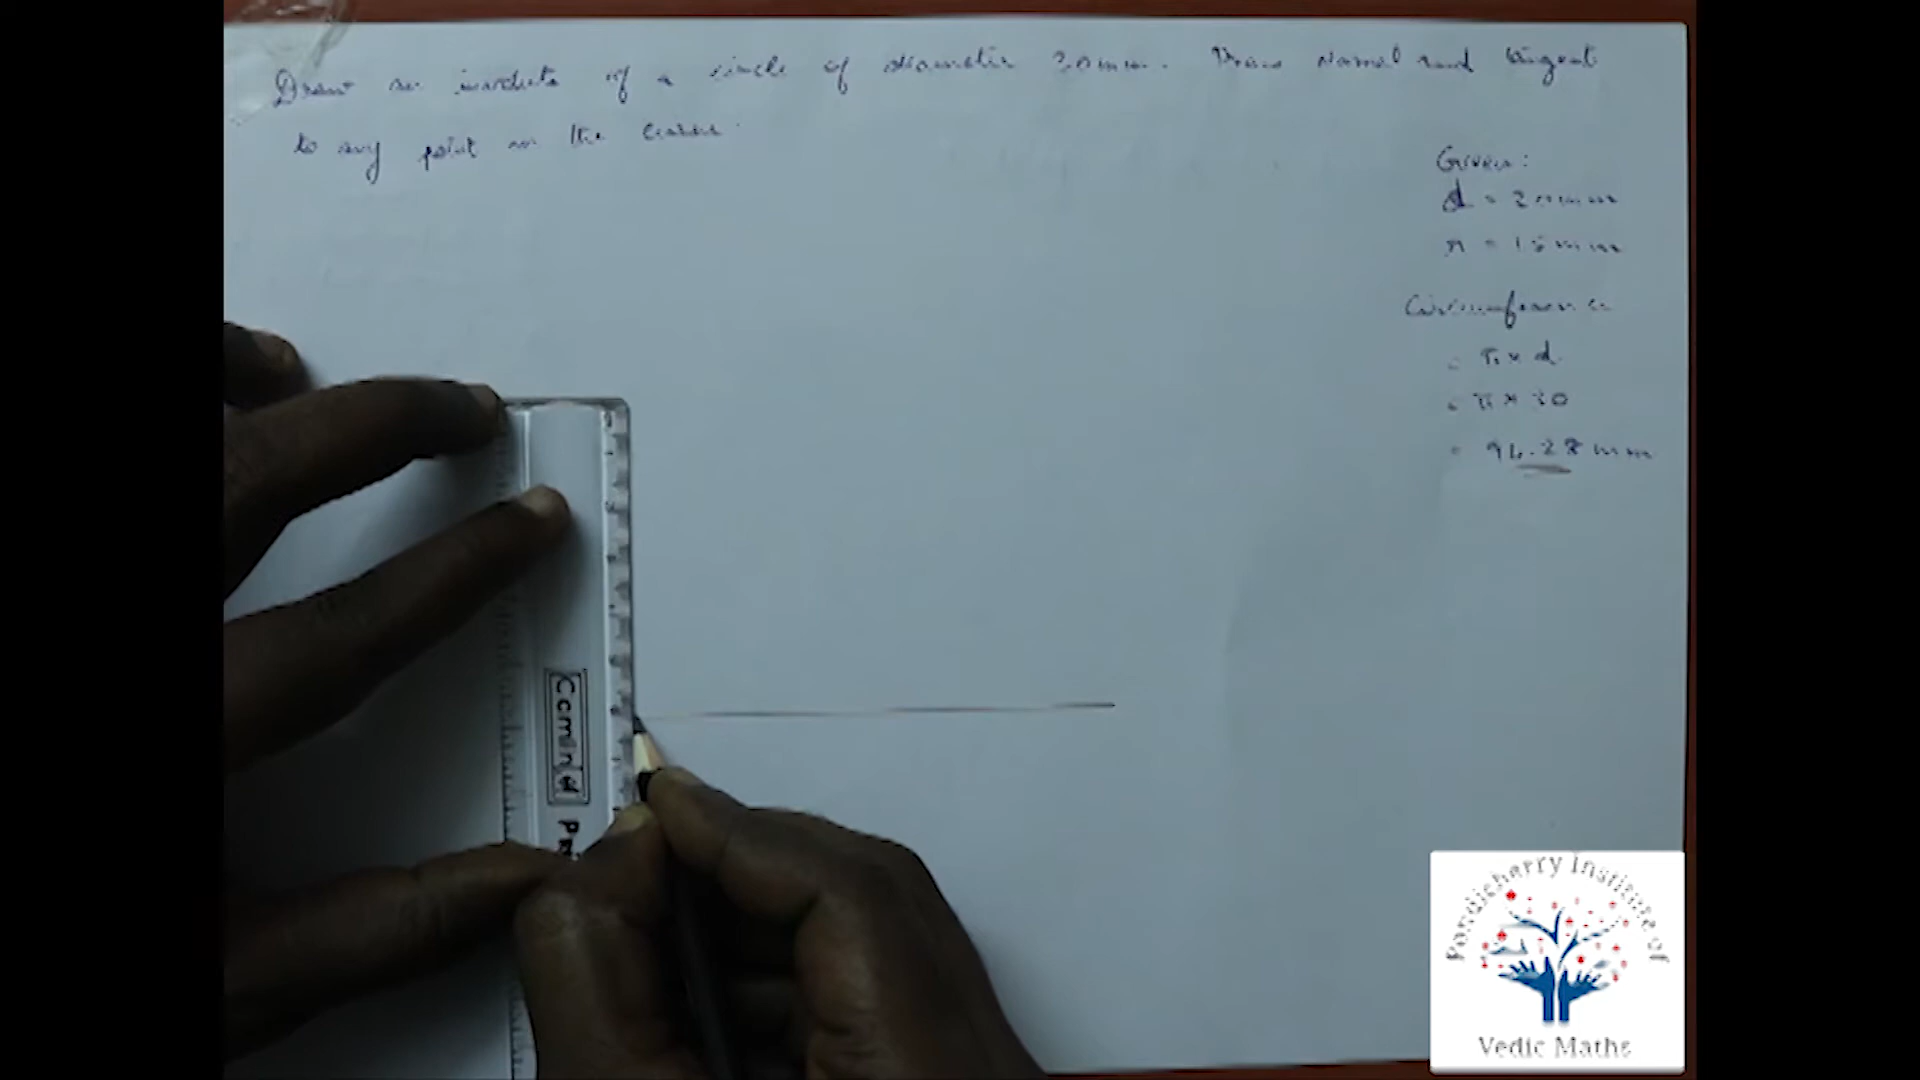 Draw an involute of a circle of diameter 30mm. Draw Normal and tangent
to any point on the curve.
Given:
d = 30mm
r = 15mm
Circumference
= π × d
= π × 30
= 94.28 mm
Pondicherry Institute of
Vedic Maths